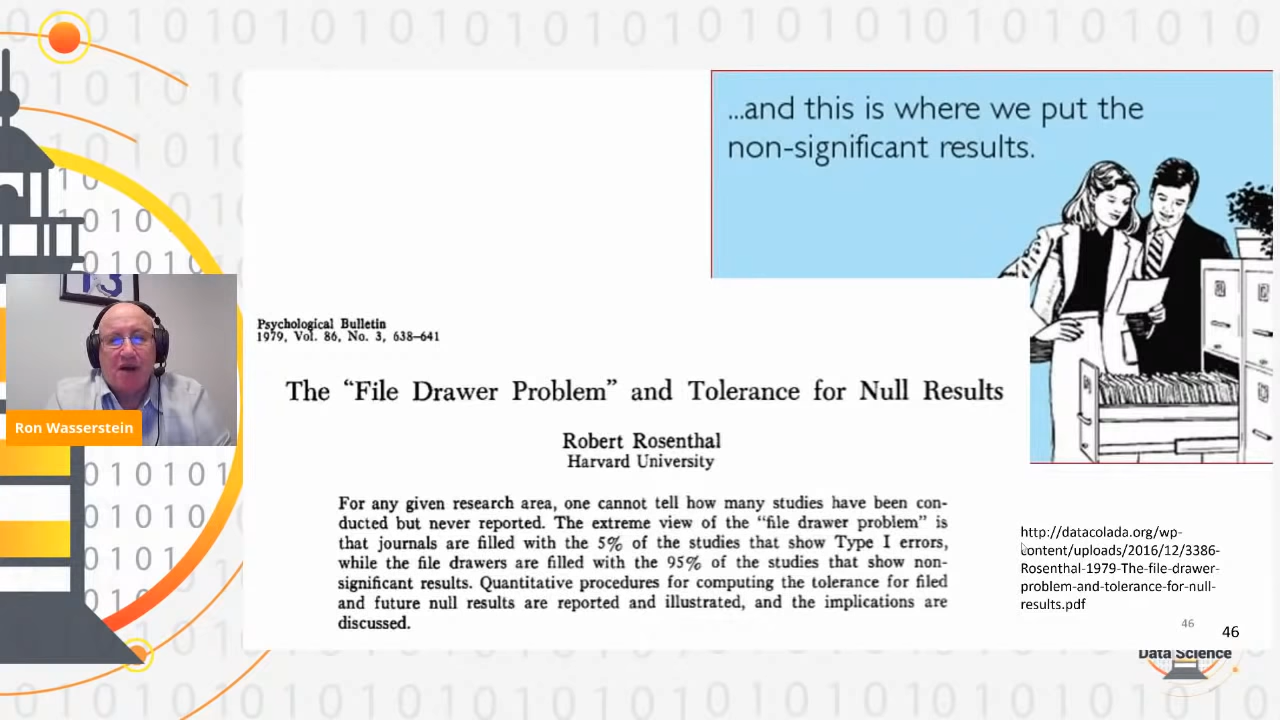 ...and this is where we put the
non-significant results.
13
Ron Wasserstein
Psychological Bulletin
1979, Vol. 86, No. 3, 638–641
The “File Drawer Problem” and Tolerance for Null Results
Robert Rosenthal
Harvard University
For any given research area, one cannot tell how many studies have been con-
ducted but never reported. The extreme view of the “file drawer problem” is
that journals are filled with the 5% of the studies that show Type I errors,
while the file drawers are filled with the 95% of the studies that show non-
significant results. Quantitative procedures for computing the tolerance for filed
and future null results are reported and illustrated, and the implications are
discussed.
http://datacolada.org/wp-
content/uploads/2016/12/3386-
Rosenthal-1979-The-file-drawer-
problem-and-tolerance-for-null-
results.pdf
46
46
Data Science